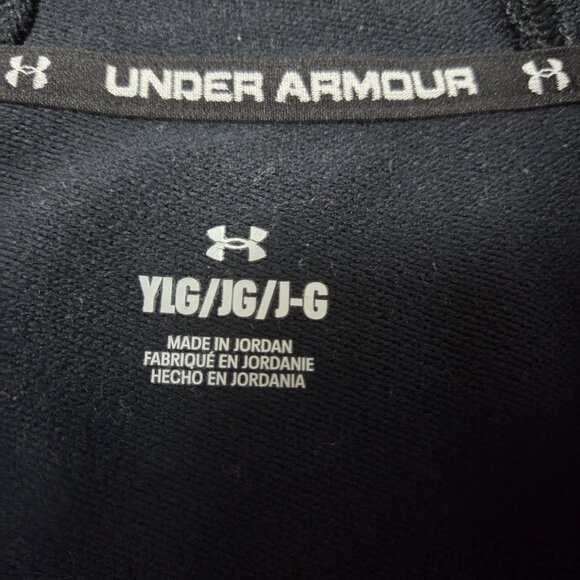 UNDER ARMOUR
YLG/JG/J-G
MADE IN JORDAN
FABRIQUÉ EN JORDANIE
HECHO EN JORDANIA